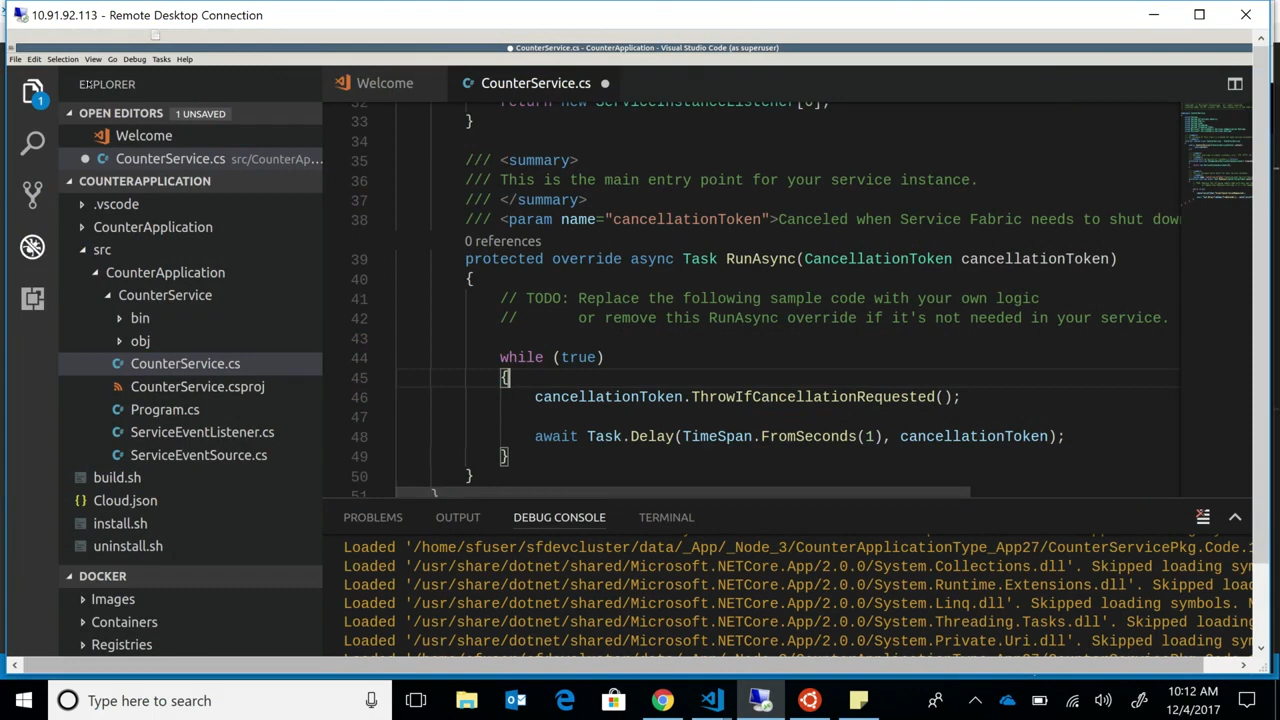 10.91.92.113 - Remote Desktop Connection
CounterService.cs - CounterApplication - Visual Studio Code (as superuser)
File Edit Selection View Go Debug Tasks Help
EXPLORER
1
OPEN EDITORS 1 UNSAVED
Welcome
CounterService.cs src/CounterAp...
COUNTERAPPLICATION
.vscode
CounterApplication
src
CounterApplication
CounterService
bin
obj
CounterService.cs
CounterService.csproj
Program.cs
ServiceEventListener.cs
ServiceEventSource.cs
build.sh
Cloud.json
install.sh
uninstall.sh
DOCKER
Images
Containers
Registries
Welcome CounterService.cs
32 return new ServiceInstanceListener[0];
33 }
34
35 /// <summary>
36 /// This is the main entry point for your service instance.
37 /// </summary>
38 /// <param name="cancellationToken">Canceled when Service Fabric needs to shut down
0 references
39 protected override async Task RunAsync(CancellationToken cancellationToken)
40 {
41 // TODO: Replace the following sample code with your own logic
42 //       or remove this RunAsync override if it's not needed in your service.
43
44 while (true)
45 {
46 cancellationToken.ThrowIfCancellationRequested();
47
48 await Task.Delay(TimeSpan.FromSeconds(1), cancellationToken);
49 }
50 }
51 }
PROBLEMS OUTPUT DEBUG CONSOLE TERMINAL
Loaded '/home/sfuser/sfdevcluster/data/_App/_Node_3/CounterApplicationType_App27/CounterServicePkg.Code.1
Loaded '/usr/share/dotnet/shared/Microsoft.NETCore.App/2.0.0/System.Collections.dll'. Skipped loading sy
Loaded '/usr/share/dotnet/shared/Microsoft.NETCore.App/2.0.0/System.Runtime.Extensions.dll'. Skipped loa
Loaded '/usr/share/dotnet/shared/Microsoft.NETCore.App/2.0.0/System.Linq.dll'. Skipped loading symbols. M
Loaded '/usr/share/dotnet/shared/Microsoft.NETCore.App/2.0.0/System.Threading.Tasks.dll'. Skipped loadin
Loaded '/usr/share/dotnet/shared/Microsoft.NETCore.App/2.0.0/System.Private.Uri.dll'. Skipped loading sy
Type here to search
10:12 AM
12/4/2017